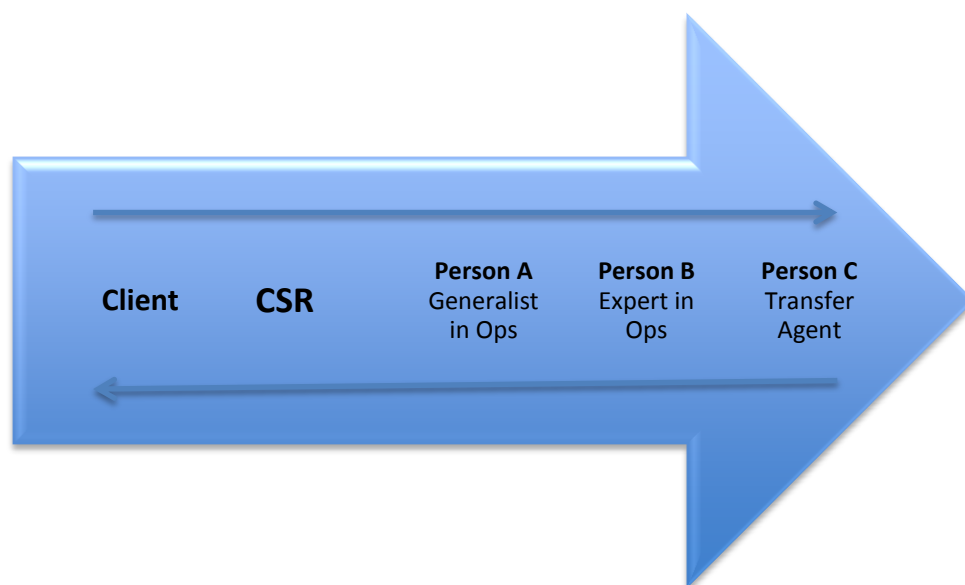 Client
CSR
Person A
Generalist
in Ops
Person B
Expert in
Ops
Person C
Transfer
Agent